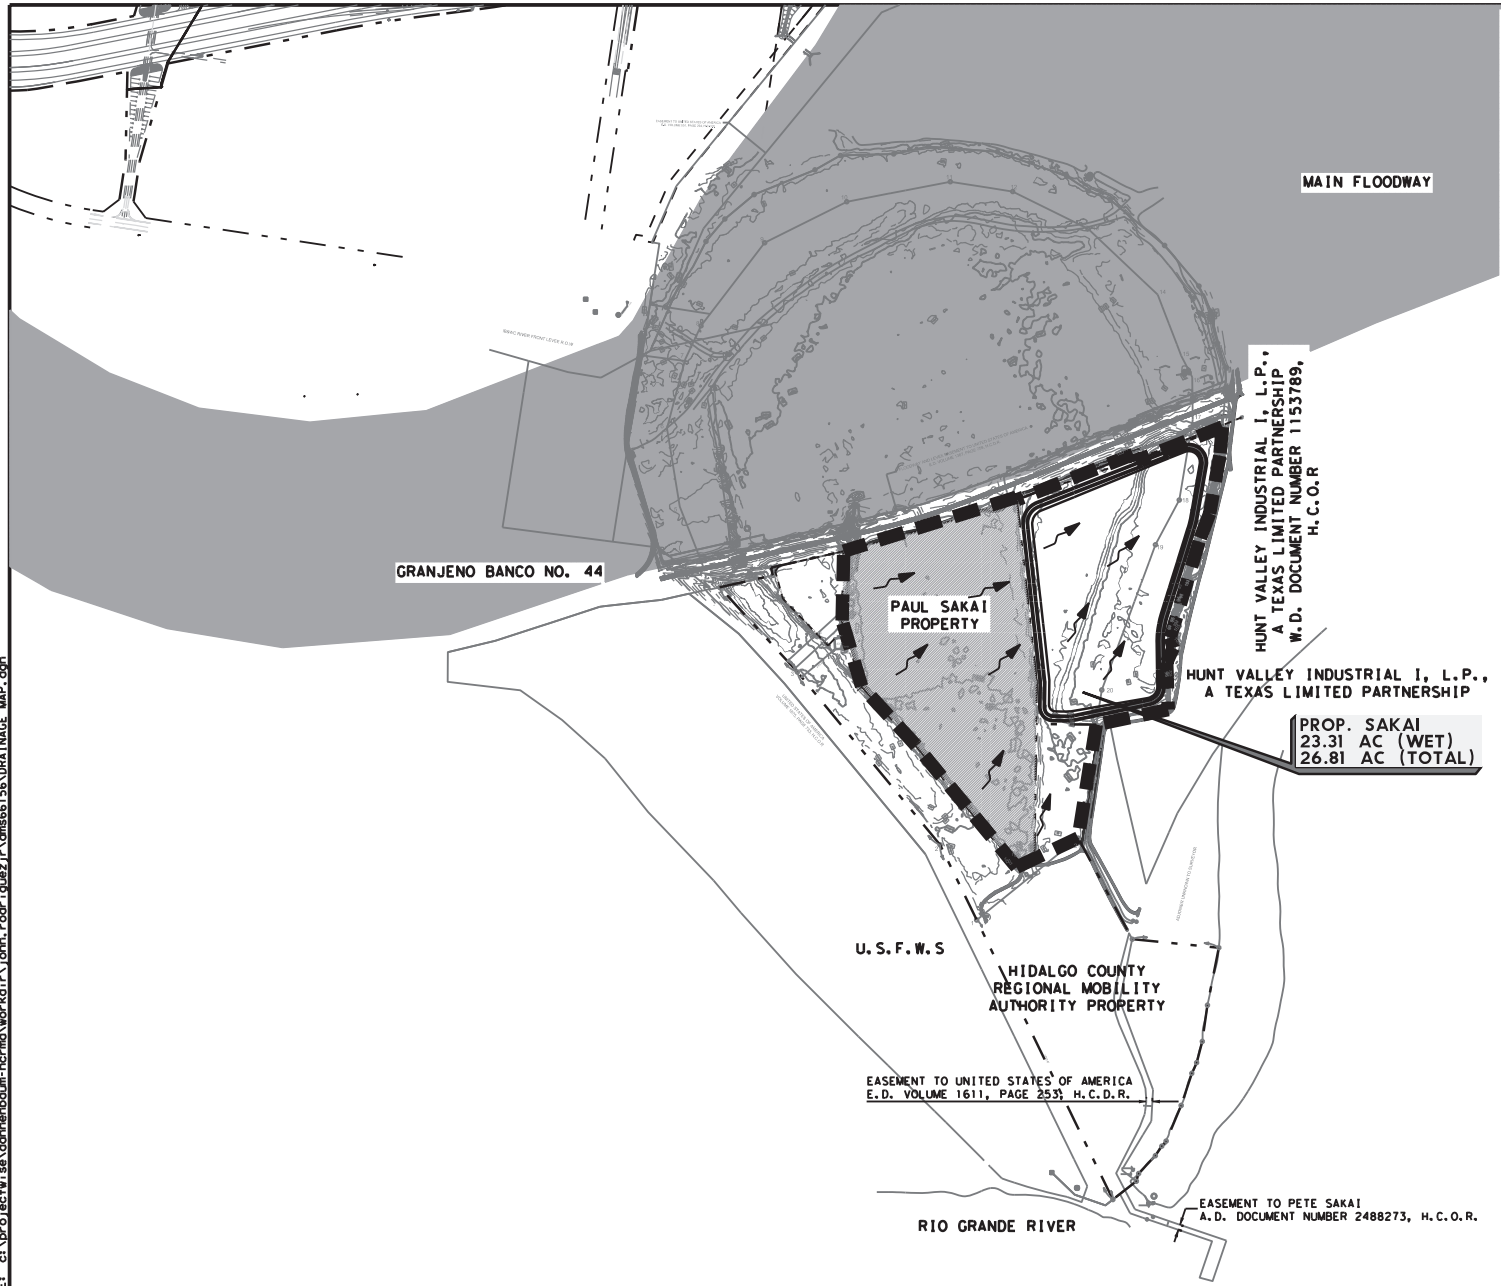 MAIN FLOODWAY
HUNT VALLEY INDUSTRIAL I, L.P.,
A TEXAS LIMITED PARTNERSHIP
W.D. DOCUMENT NUMBER 1153789,
H.C.O.R
GRANJENO BANCO NO. 44
PAUL SAKAI
PROPERTY
HUNT VALLEY INDUSTRIAL I, L.P.,
A TEXAS LIMITED PARTNERSHIP
PROP. SAKAI
23.31 AC (WET)
26.81 AC (TOTAL)
U.S.F.W.S
HIDALGO COUNTY
REGIONAL MOBILITY
AUTHORITY PROPERTY
EASEMENT TO UNITED STATES OF AMERICA
E.D. VOLUME 1611, PAGE 253, H.C.D.R.
EASEMENT TO PETE SAKAI
A.D. DOCUMENT NUMBER 2488273, H.C.O.R.
RIO GRANDE RIVER